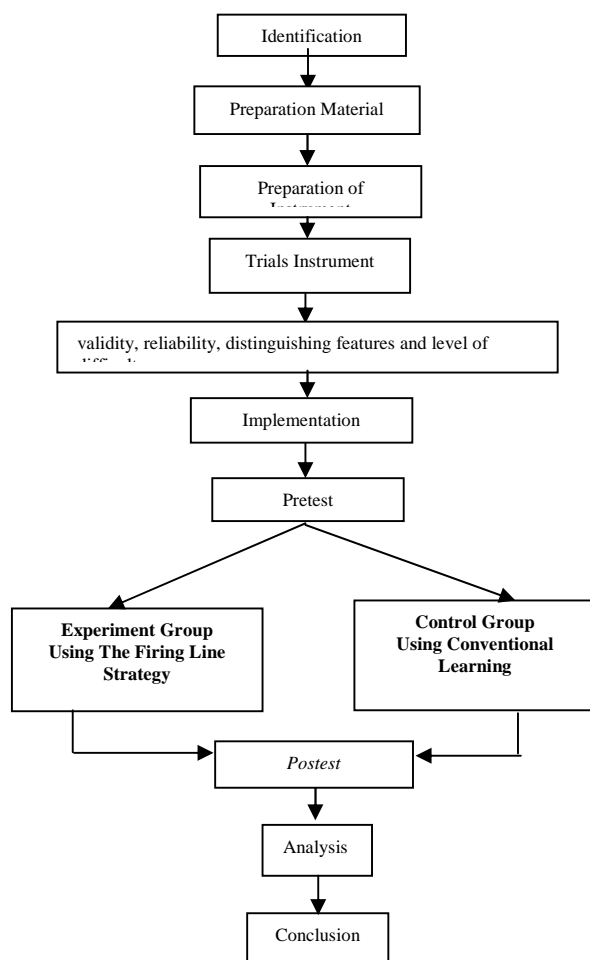 Identification
Preparation Material
Preparation of
Trials Instrument
validity, reliability, distinguishing features and level of
Implementation
Pretest
Experiment Group
Using The Firing Line
Strategy
Control Group
Using Conventional
Learning
Postest
Analysis
Conclusion